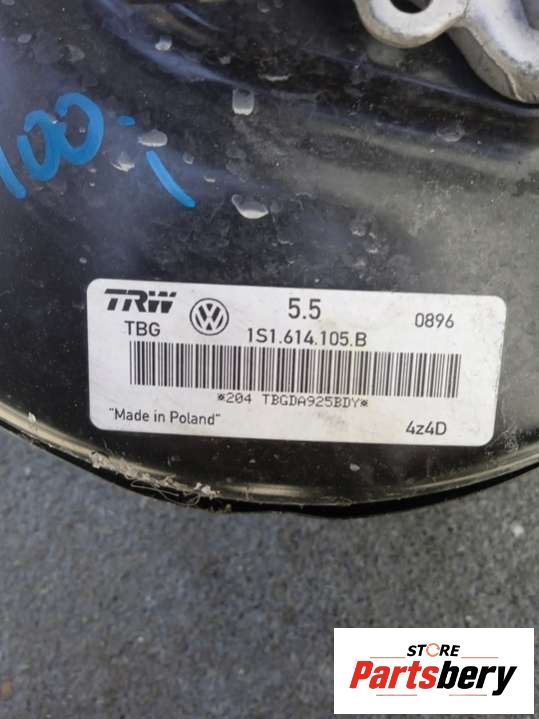 100,-
TRW 5.5 0896
TBG 1S1.614.105.B
*204 TBGDA925BDY*
"Made in Poland" 4z4D
STORE
Partsbery